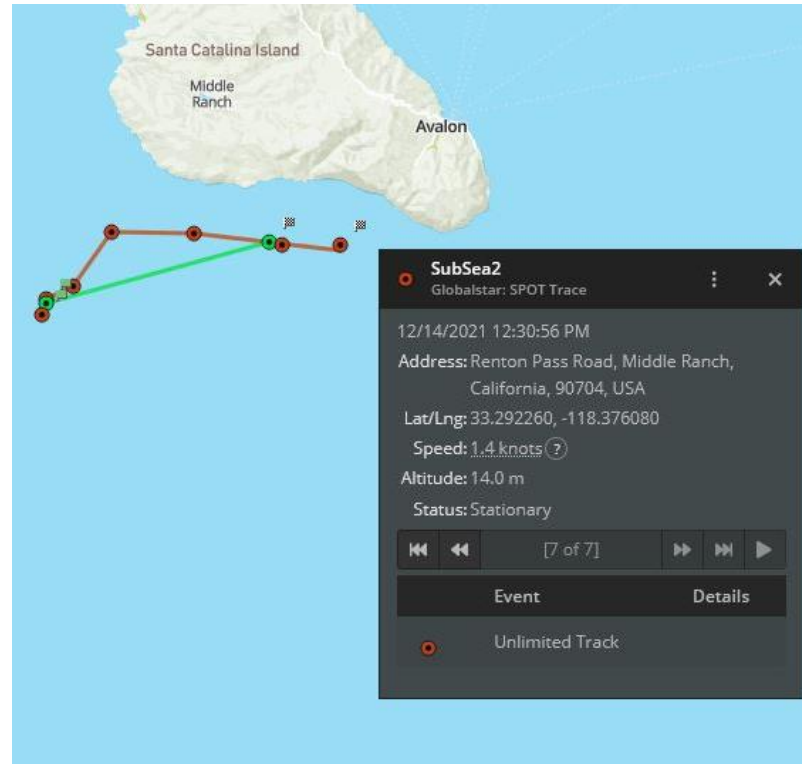 Santa Catalina Island
Middle
Ranch
Avalon
SubSea2
Globalstar: SPOT Trace
12/14/2021 12:30:56 PM
Address: Renton Pass Road, Middle Ranch,
California, 90704, USA
Lat/Lng: 33.292260, -118.376080
Speed: 1.4 knots ?
Altitude: 14.0 m
Status: Stationary
[7 of 7]
Event Details
Unlimited Track